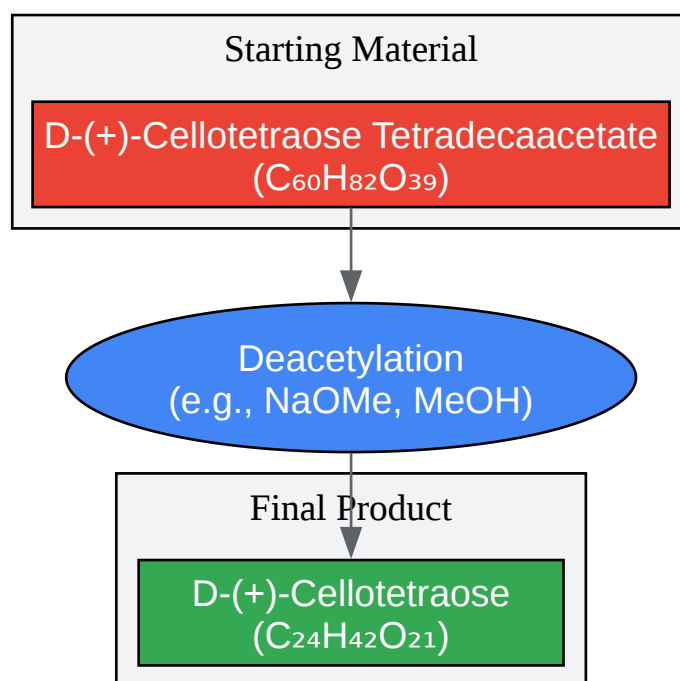 Starting Material
D-(+)-Cellotetraose Tetradecaacetate
(C₆₀H₈₂O₃₉)
Deacetylation
(e.g., NaOMe, MeOH)
Final Product
D-(+)-Cellotetraose
(C₂₄H₄₂O₂₁)